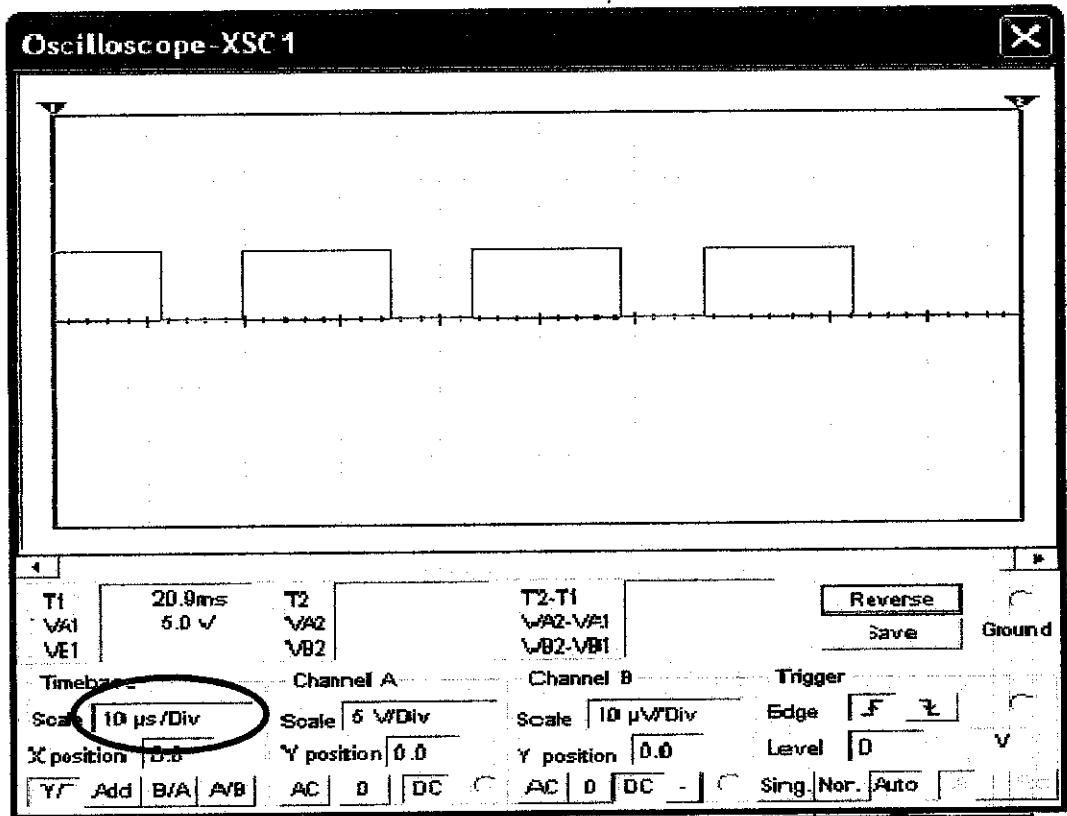 Oscilloscope-XSC1
T1 20.9ms T2 T2-T1 Reverse
VA1 5.0 V VA2 VA2-VA1 Save Ground
VB2 VB2-VB1
Channel A Channel B Trigger
Scale 10 µs/Div Scale 5 V/Div Scale 10 µV/Div Edge
X position 0.0 Y position 0.0 Y position 0.0 Level 0 V
Y/T Add B/A A/B AC 0 DC AC 0 DC - Sing. Nor. Auto